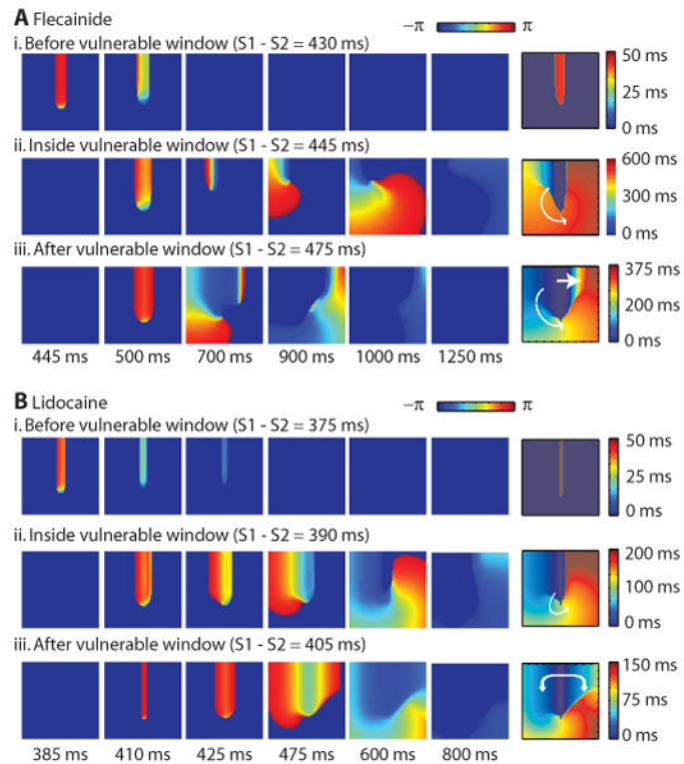 A Flecainide
−π π
i. Before vulnerable window (S1 - S2 = 430 ms)
50 ms
25 ms
0 ms
ii. Inside vulnerable window (S1 - S2 = 445 ms)
600 ms
300 ms
0 ms
iii. After vulnerable window (S1 - S2 = 475 ms)
375 ms
200 ms
0 ms
445 ms 500 ms 700 ms 900 ms 1000 ms 1250 ms
B Lidocaine
−π π
i. Before vulnerable window (S1 - S2 = 375 ms)
50 ms
25 ms
0 ms
ii. Inside vulnerable window (S1 - S2 = 390 ms)
200 ms
100 ms
0 ms
iii. After vulnerable window (S1 - S2 = 405 ms)
150 ms
75 ms
0 ms
385 ms 410 ms 425 ms 475 ms 600 ms 800 ms